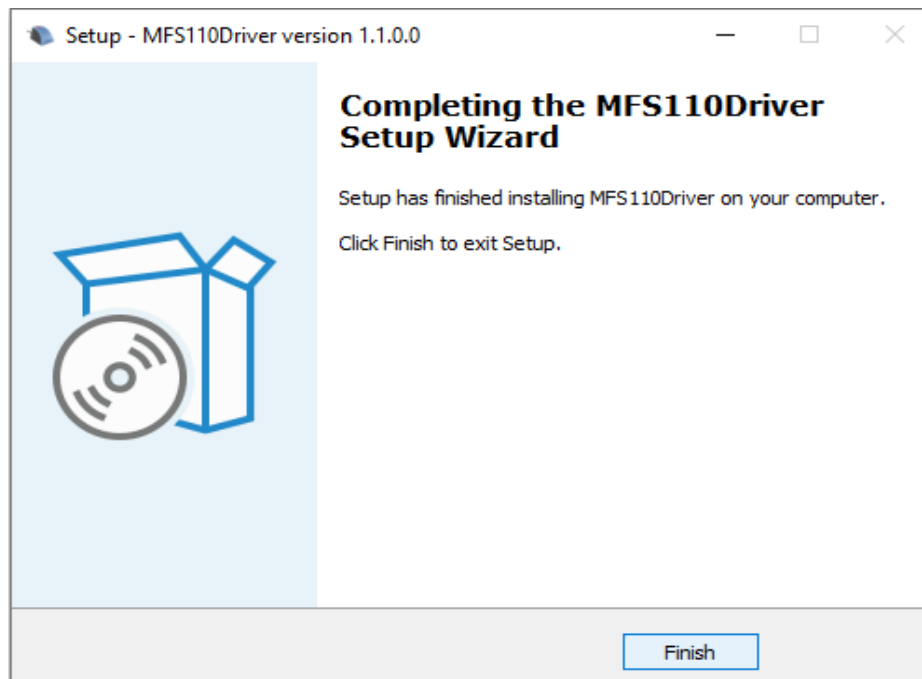 Setup - MFS110Driver version 1.1.0.0
Completing the MFS110Driver
Setup Wizard
Setup has finished installing MFS110Driver on your computer.
Click Finish to exit Setup.
Finish